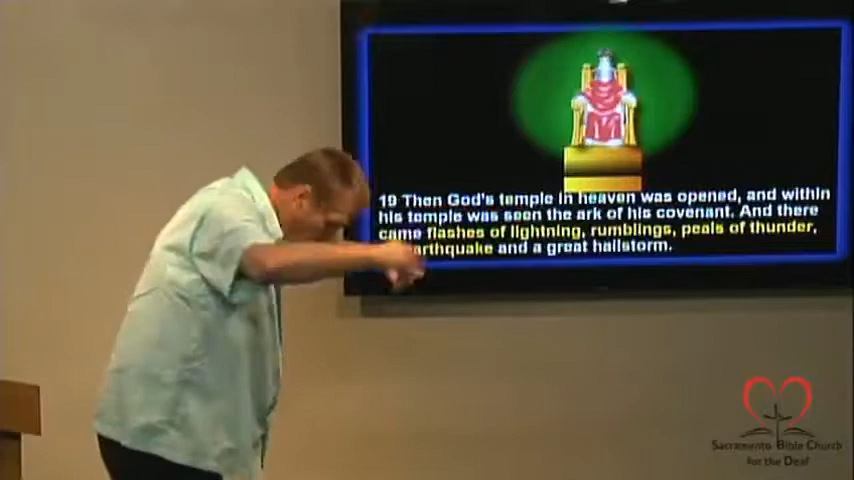 19 Then God's temple in heaven was opened, and within
his temple was seen the ark of his covenant. And there
came flashes of lightning, rumblings, peals of thunder,
earthquake and a great hailstorm.
Sacramento Bible Church
for the Deaf